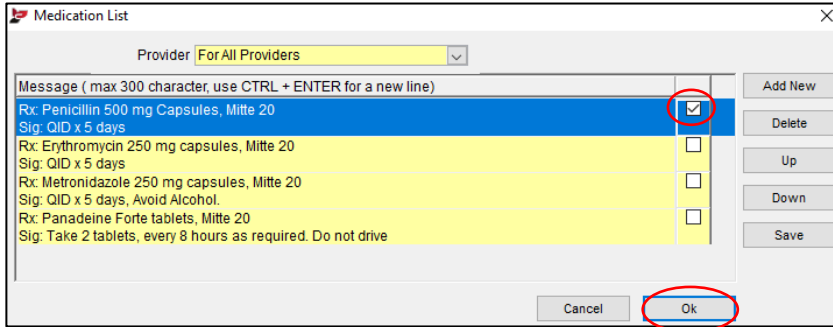 Medication List
Provider For All Providers
Message ( max 300 character, use CTRL + ENTER for a new line)
Rx: Penicillin 500 mg Capsules, Mitte 20
Sig: QID x 5 days
Rx: Erythromycin 250 mg capsules, Mitte 20
Sig: QID x 5 days
Rx: Metronidazole 250 mg capsules, Mitte 20
Sig: QID x 5 days, Avoid Alcohol.
Rx: Panadeine Forte tablets, Mitte 20
Sig: Take 2 tablets, every 8 hours as required. Do not drive
Add New
Delete
Up
Down
Save
Cancel
Ok